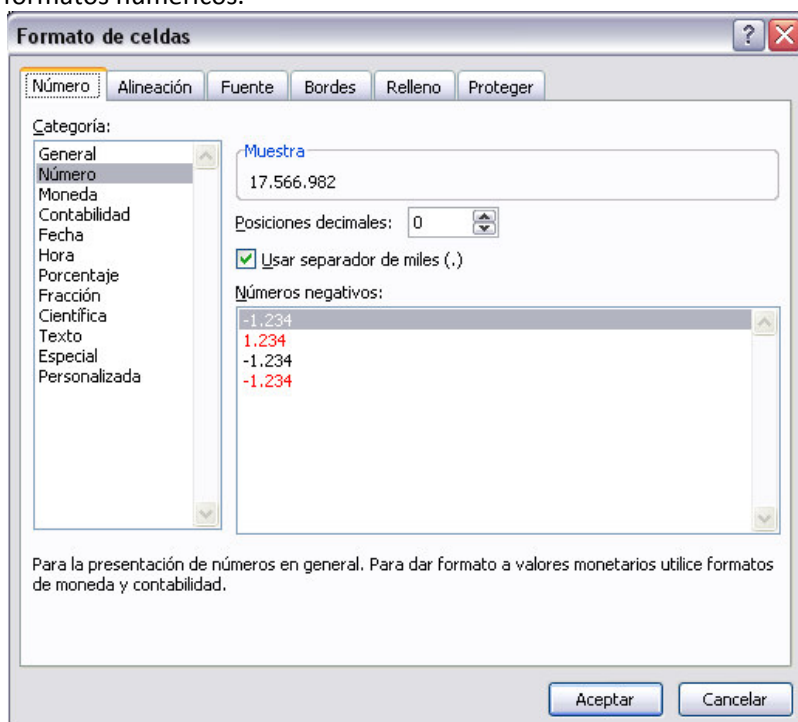 formatos numéricos.
Formato de celdas
Número Alineación Fuente Bordes Relleno Proteger
Categoría:
General
Número
Moneda
Contabilidad
Fecha
Hora
Porcentaje
Fracción
Científica
Texto
Especial
Personalizada
Muestra
17.566.982
Posiciones decimales: 0
Usar separador de miles (.)
Números negativos:
-1.234
1.234
-1.234
-1.234
Para la presentación de números en general. Para dar formato a valores monetarios utilice formatos
de moneda y contabilidad.
Aceptar Cancelar